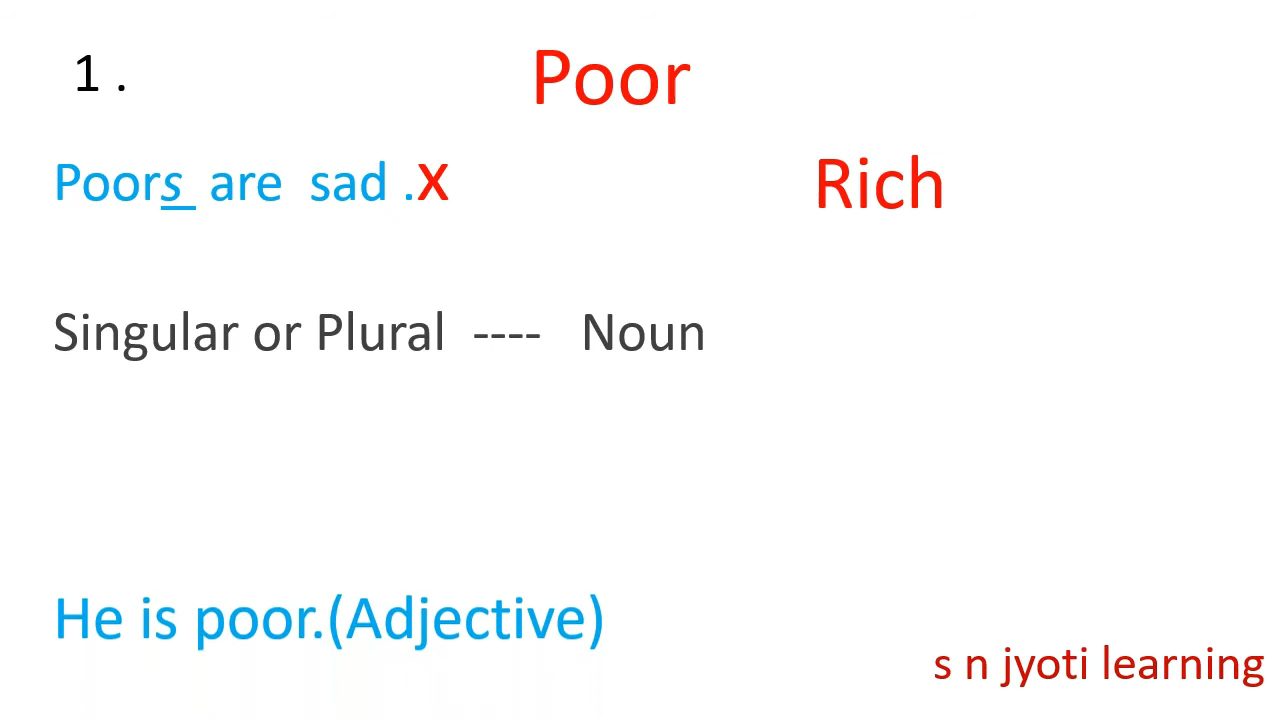 1 .
Poor
Poors are sad .x
Rich
Singular or Plural ---- Noun
He is poor.(Adjective)
s n jyoti learning